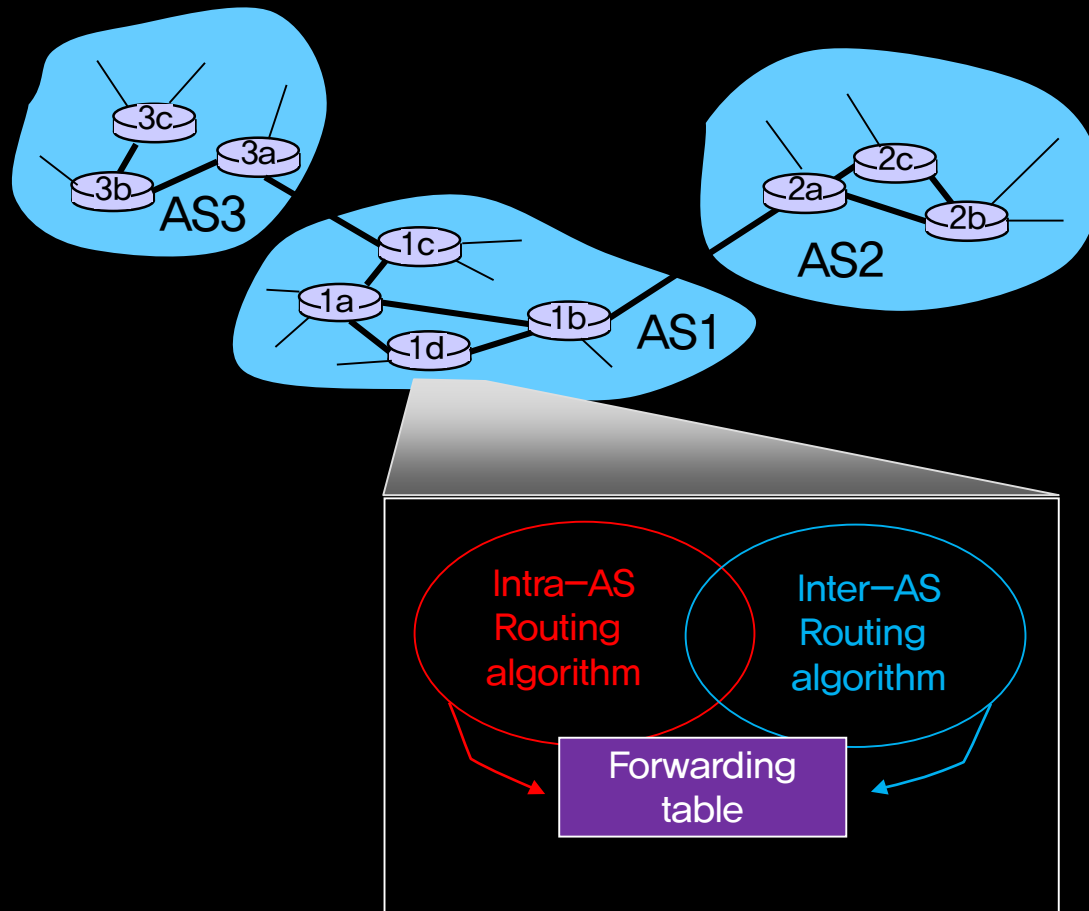 3c
3a
3b
AS3
2c
2a
2b
AS2
1c
1a
1b
1d
AS1
Intra–AS
Routing
algorithm
Inter–AS
Routing
algorithm
Forwarding
table